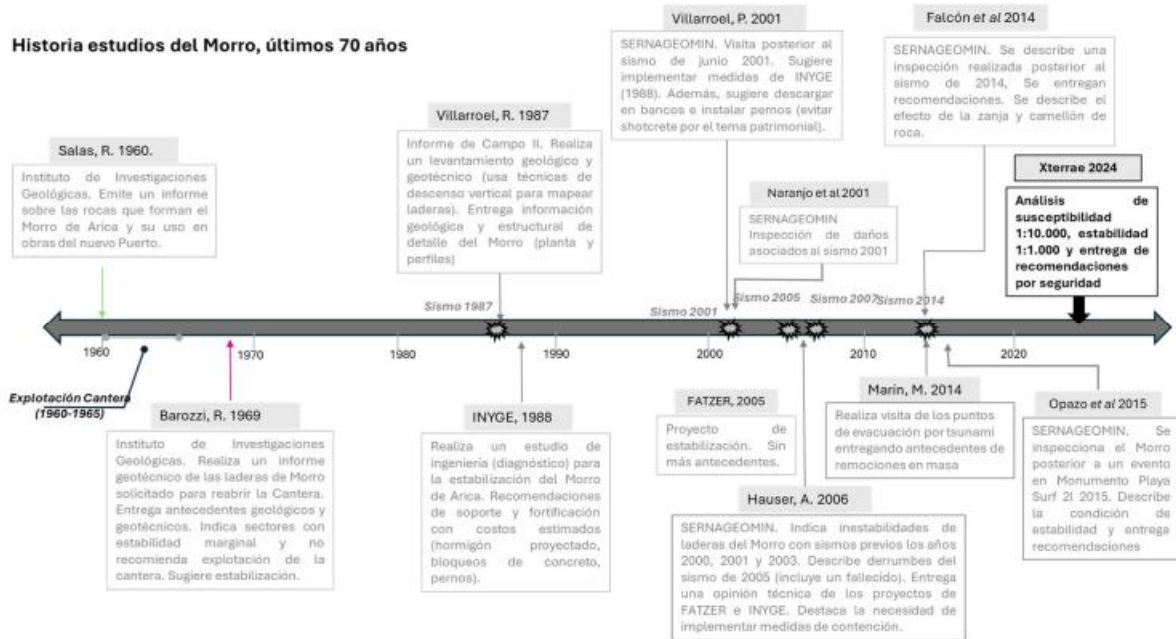 Historia estudios del Morro, últimos 70 años
Salas, R. 1960.
Instituto de Investigaciones
Geológicas. Emite un informe
sobre las rocas que forman el
Morro de Arica y su uso en
obras del nuevo Puerto.
Villarroel, R. 1987
Informe de Campo II. Realiza
un levantamiento geológico y
geotécnico (usa técnicas de
descenso vertical para mapear
laderas). Entrega información
geológica y estructural de
detalle del Morro (planta y
perfiles)
Villarroel, P. 2001
SERNAGEOMIN. Visita posterior al
sismo de junio 2001. Sugiere
implementar medidas de INYGE
(1988). Además, sugiere descargar
en bancos e instalar pernos (evitar
shotcrete por el tema patrimonial).
Naranjo et al 2001
SERNAGEOMIN
Inspección de daños
asociados al sismo 2001
Falcón et al 2014
SERNAGEOMIN. Se describe una
inspección realizada posterior al
sismo de 2014, Se entregan
recomendaciones. Se describe el
efecto de la zanja y camellón de
roca.
Xterrae 2024
Análisis de
susceptibilidad
1:10.000, estabilidad
1:1.000 y entrega de
recomendaciones
por seguridad
Sismo 1987
Sismo 2001
Sismo 2005
Sismo 2007
Sismo 2014
1960
1970
1980
1990
2000
2010
2020
Explotación Cantera
(1960-1965)
Barozzi, R. 1969
Instituto de Investigaciones
Geológicas. Realiza un informe
geotécnico de las laderas de Morro
solicitado para reabrir la Cantera.
Entrega antecedentes geológicos y
geotécnicos. Indica sectores con
estabilidad marginal y no
recomienda explotación de la
cantera. Sugiere estabilización.
INYGE, 1988
Realiza un estudio de
ingeniería (diagnóstico) para
la estabilización del Morro
de Arica. Recomendaciones
de soporte y fortificación
con costos estimados
(hormigón proyectado,
bloqueos de concreto,
pernos).
FATZER, 2005
Proyecto de
estabilización. Sin
más antecedentes.
Hauser, A. 2006
SERNAGEOMIN. Indica inestabilidades de
laderas del Morro con sismos previos los años
2000, 2001 y 2003. Describe derrumbes del
sismo de 2005 (incluye un fallecido). Entrega
una opinión técnica de los proyectos de
FATZER e INYGE. Destaca la necesidad de
implementar medidas de contención.
Marín, M. 2014
Realiza visita de los puntos
de evacuación por tsunami
entregando antecedentes de
remociones en masa
Opazo et al 2015
SERNAGEOMIN. Se
inspecciona el Morro
posterior a un evento
en Monumento Playa
Surf 2l 2015. Describe
la condición de
estabilidad y entrega
recomendaciones